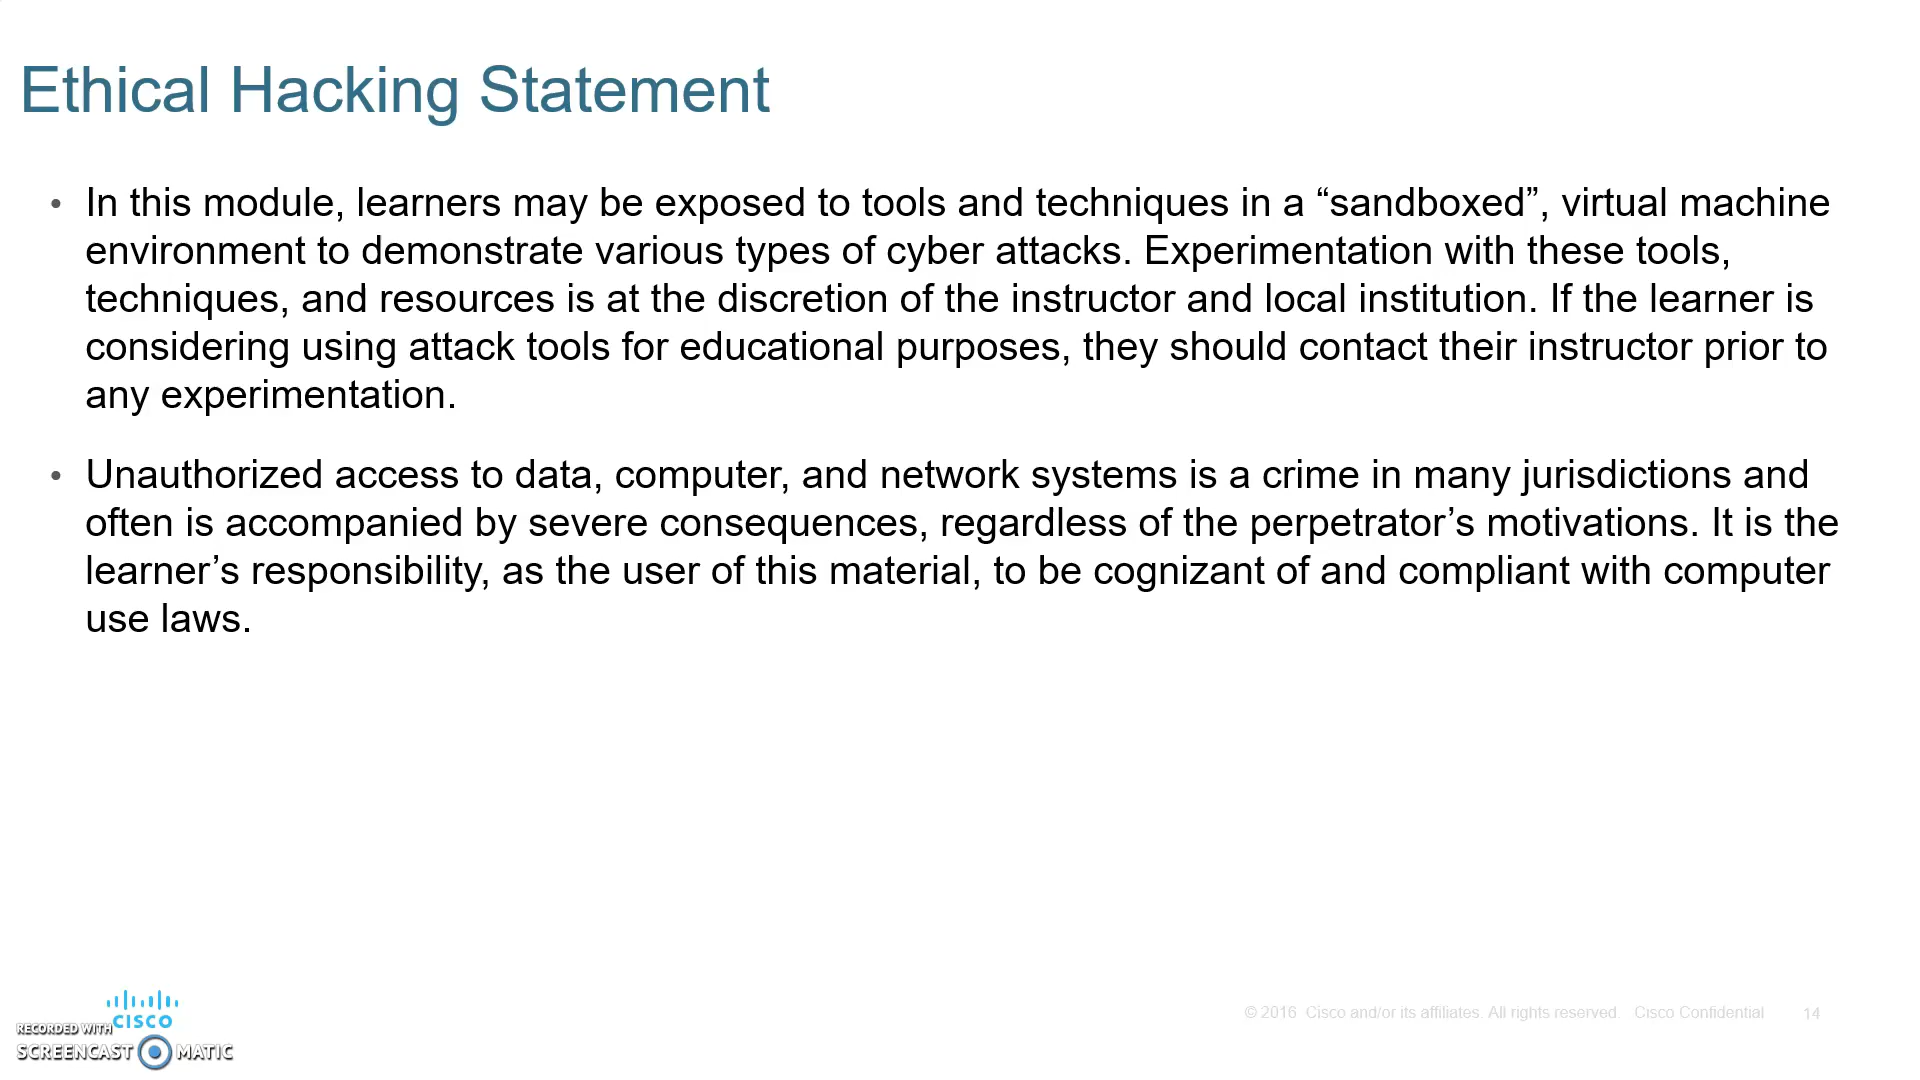 Ethical Hacking Statement
• In this module, learners may be exposed to tools and techniques in a “sandboxed”, virtual machine
environment to demonstrate various types of cyber attacks. Experimentation with these tools,
techniques, and resources is at the discretion of the instructor and local institution. If the learner is
considering using attack tools for educational purposes, they should contact their instructor prior to
any experimentation.
• Unauthorized access to data, computer, and network systems is a crime in many jurisdictions and
often is accompanied by severe consequences, regardless of the perpetrator’s motivations. It is the
learner’s responsibility, as the user of this material, to be cognizant of and compliant with computer
use laws.
CISCO
RECORDED WITH
SCREENCAST MATIC
© 2016 Cisco and/or its affiliates. All rights reserved. Cisco Confidential 14